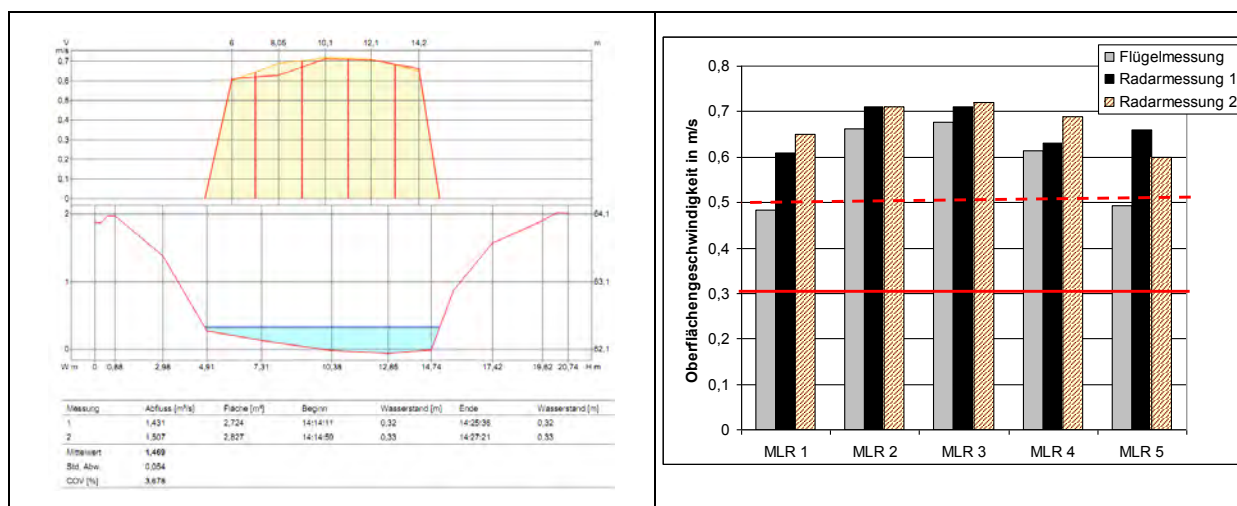 V 6 8,05 10,1 12,1 14,2 m
m/s
0,7
0,6
0,5
0,4
0,3
0,2
0,1
0
2 64,1
1 63,1
0 62,1
W m 0 0,88 2,98 4,91 7,31 10,38 12,65 14,74 17,42 19,62 20,74 H m
Messung Abfluss [m³/s] Fläche [m²] Beginn Wasserstand [m] Ende Wasserstand [m]
1 1,431 2,724 14:14:11 0,32 14:25:36 0,32
2 1,507 2,827 14:14:50 0,33 14:27:21 0,33
Mittelwert 1,469
Std. Abw. 0,054
COV [%] 3,678
Flügelmessung
Radarmessung 1
Radarmessung 2
Oberflächengeschwindigkeit in m/s
0,8
0,7
0,6
0,5
0,4
0,3
0,2
0,1
0
MLR 1 MLR 2 MLR 3 MLR 4 MLR 5